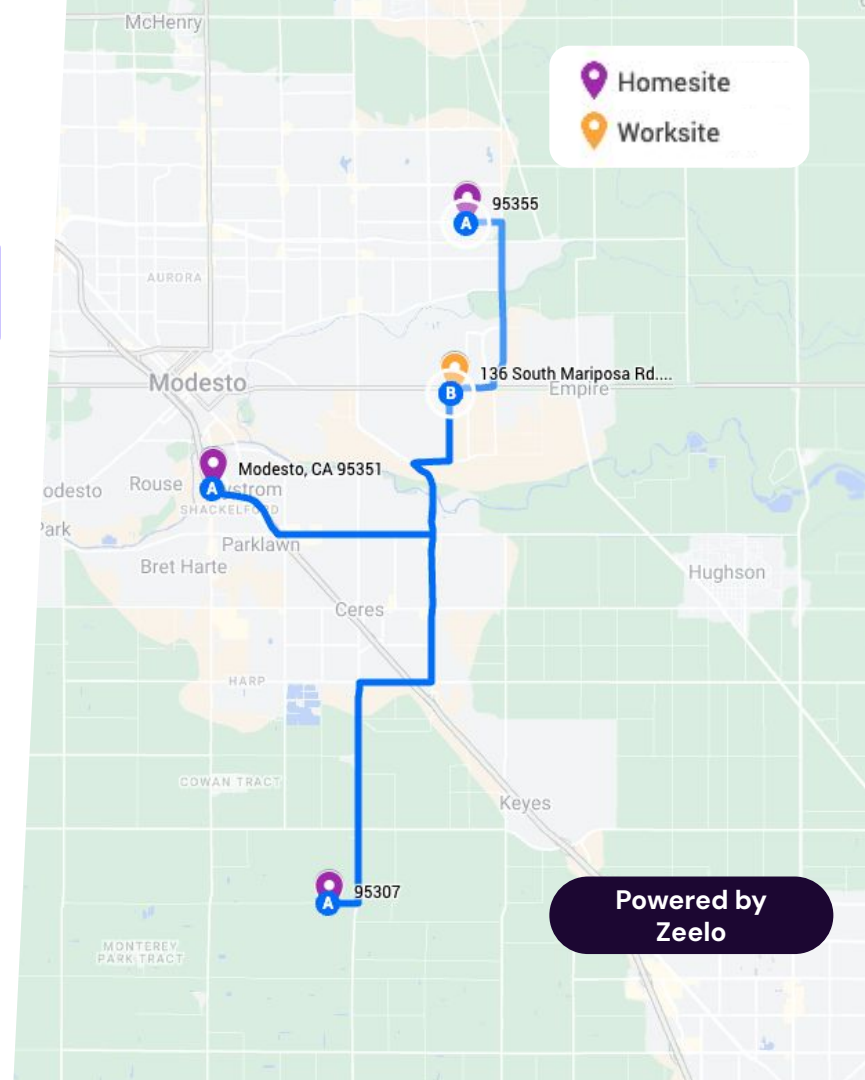 McHenry
Homesite
Worksite
95355
A
AURORA
136 South Mariposa Rd....
Modesto
Empire
B
Modesto, CA 95351
odesto
Rouse
A
ystrom
SHACKELFORD
Park
Parklawn
Bret Harte
Hughson
Ceres
HARP
COWAN TRACT
Keyes
95307
A
Powered by
Zeelo
MONTEREY
PARK TRACT